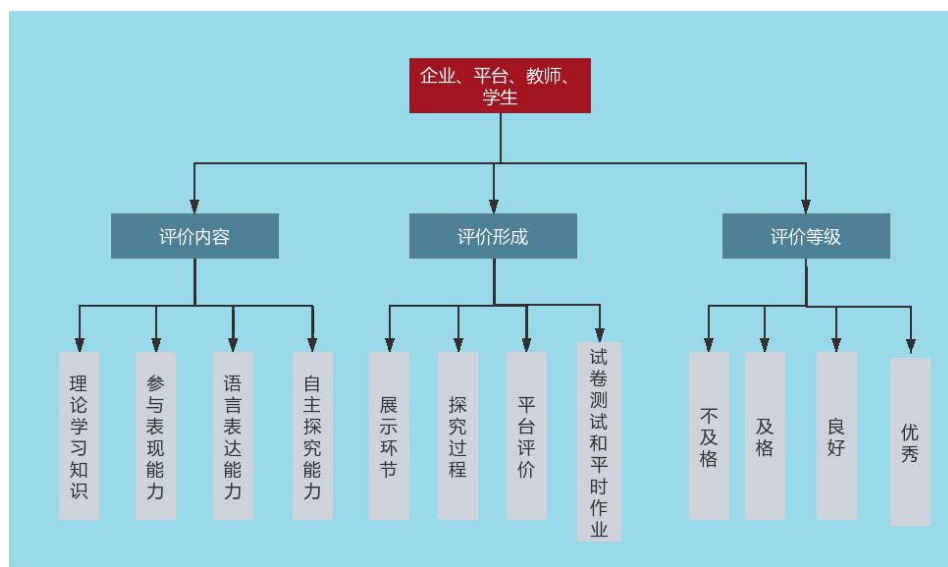 企业、平台、教师、
学生
评价内容
评价形成
评价等级
理论学习知识
参与表现能力
语言表达能力
自主探究能力
展示环节
探究过程
平台评价
试卷测试和平时作业
不及格
及格
良好
优秀